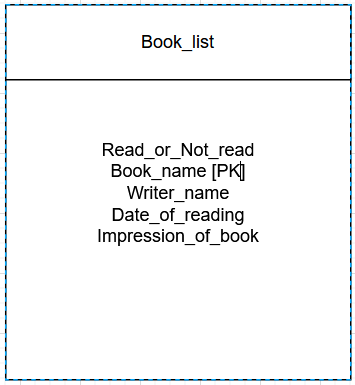 Book_list
Read_or_Not_read
Book_name [PK]
Writer_name
Date_of_reading
Impression_of_book